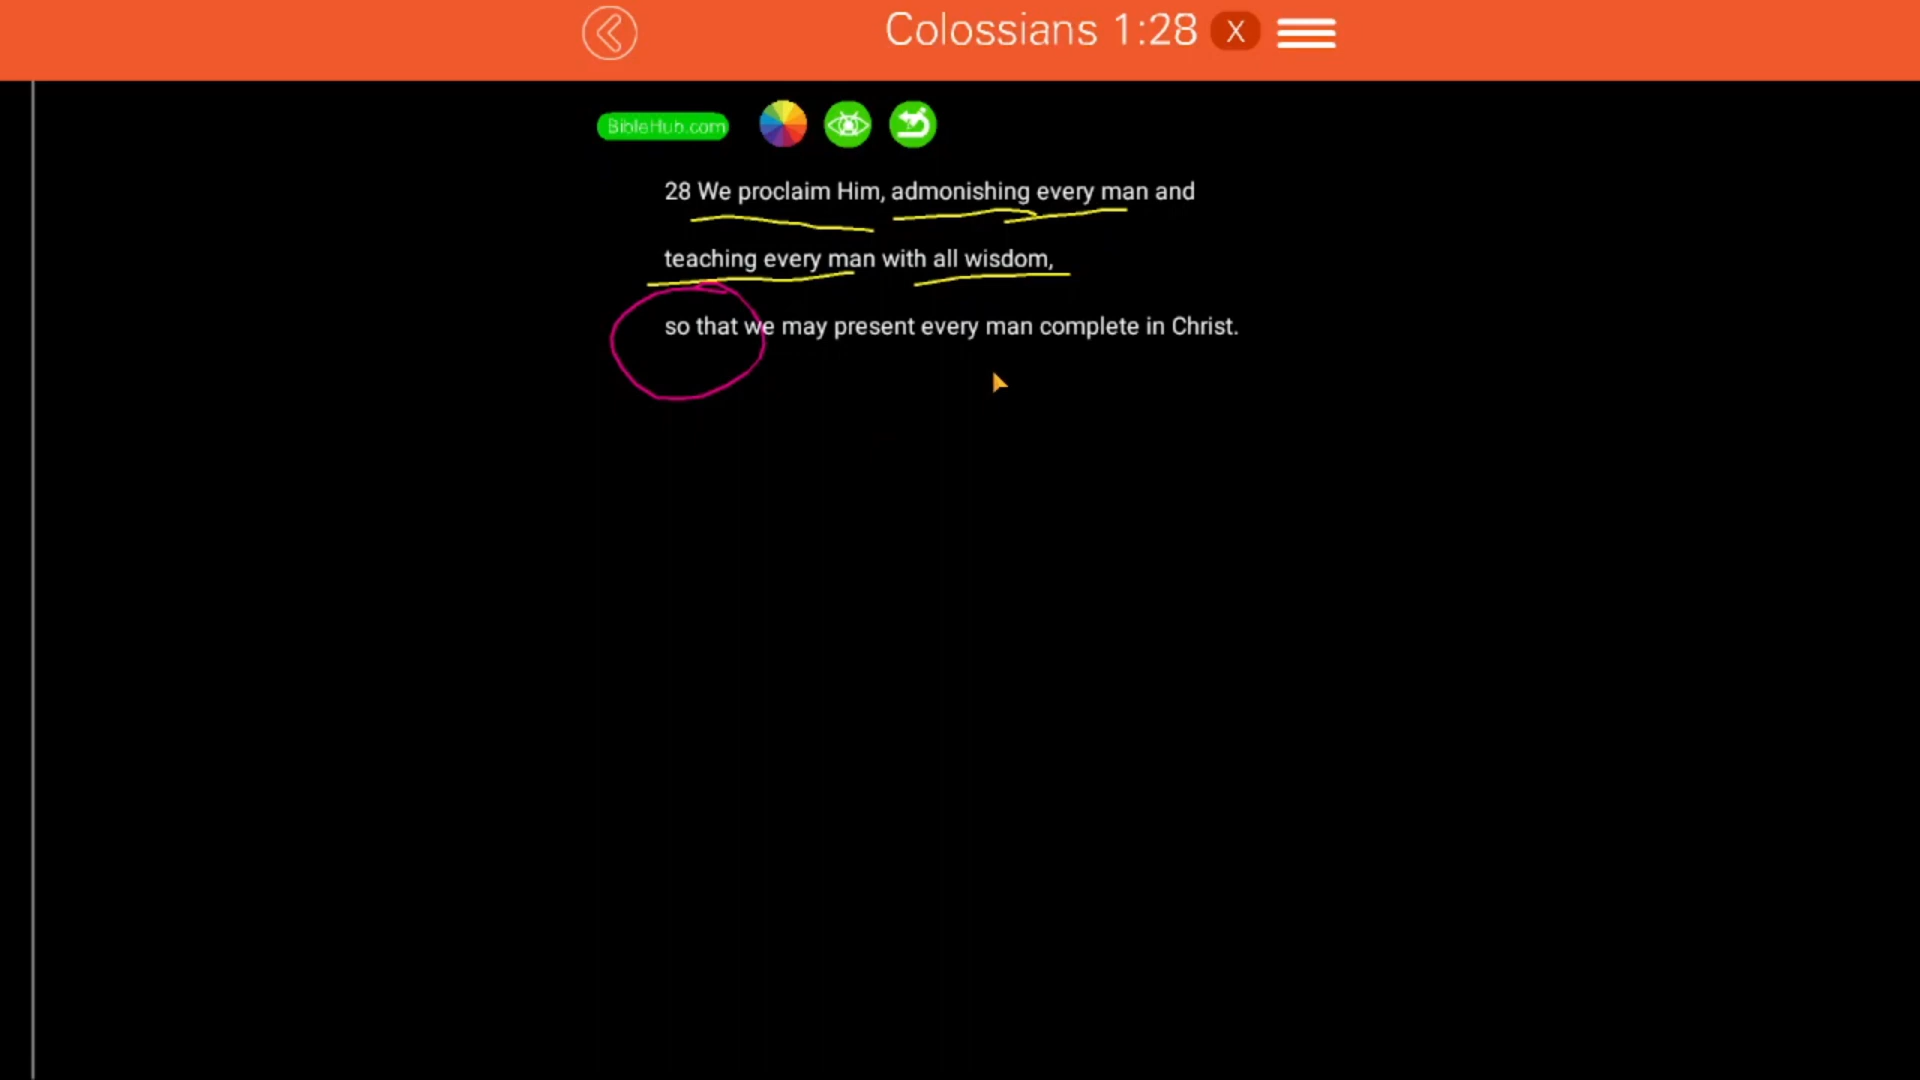 Colossians 1:28 X
BibleHub.com
28 We proclaim Him, admonishing every man and
teaching every man with all wisdom,
so that we may present every man complete in Christ.